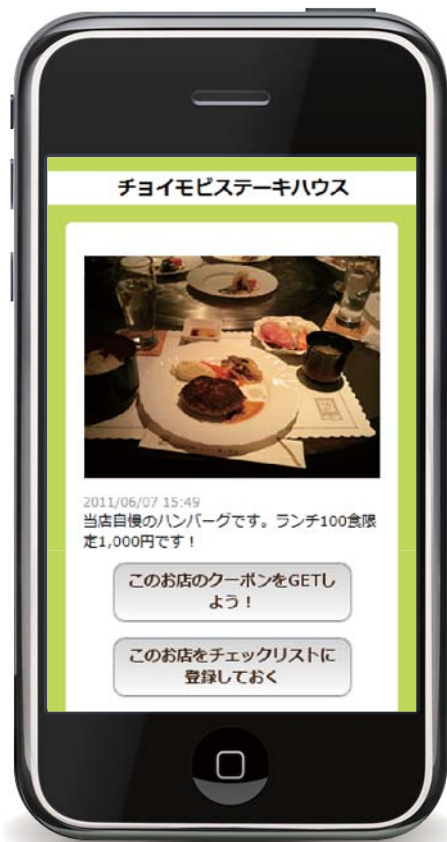 チョイモビステーキハウス
2011/06/07 15:49
当店自慢のハンバーグです。ランチ100食限
定1,000円です！
このお店のクーポンをGETし
よう！
このお店をチェックリストに
登録しておく